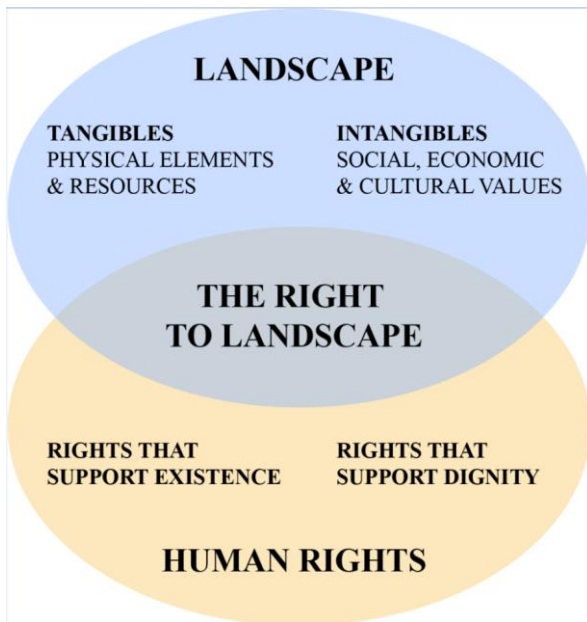 LANDSCAPE
TANGIBLES
PHYSICAL ELEMENTS
& RESOURCES
INTANGIBLES
SOCIAL, ECONOMIC
& CULTURAL VALUES
THE RIGHT
TO LANDSCAPE
RIGHTS THAT
SUPPORT EXISTENCE
RIGHTS THAT
SUPPORT DIGNITY
HUMAN RIGHTS